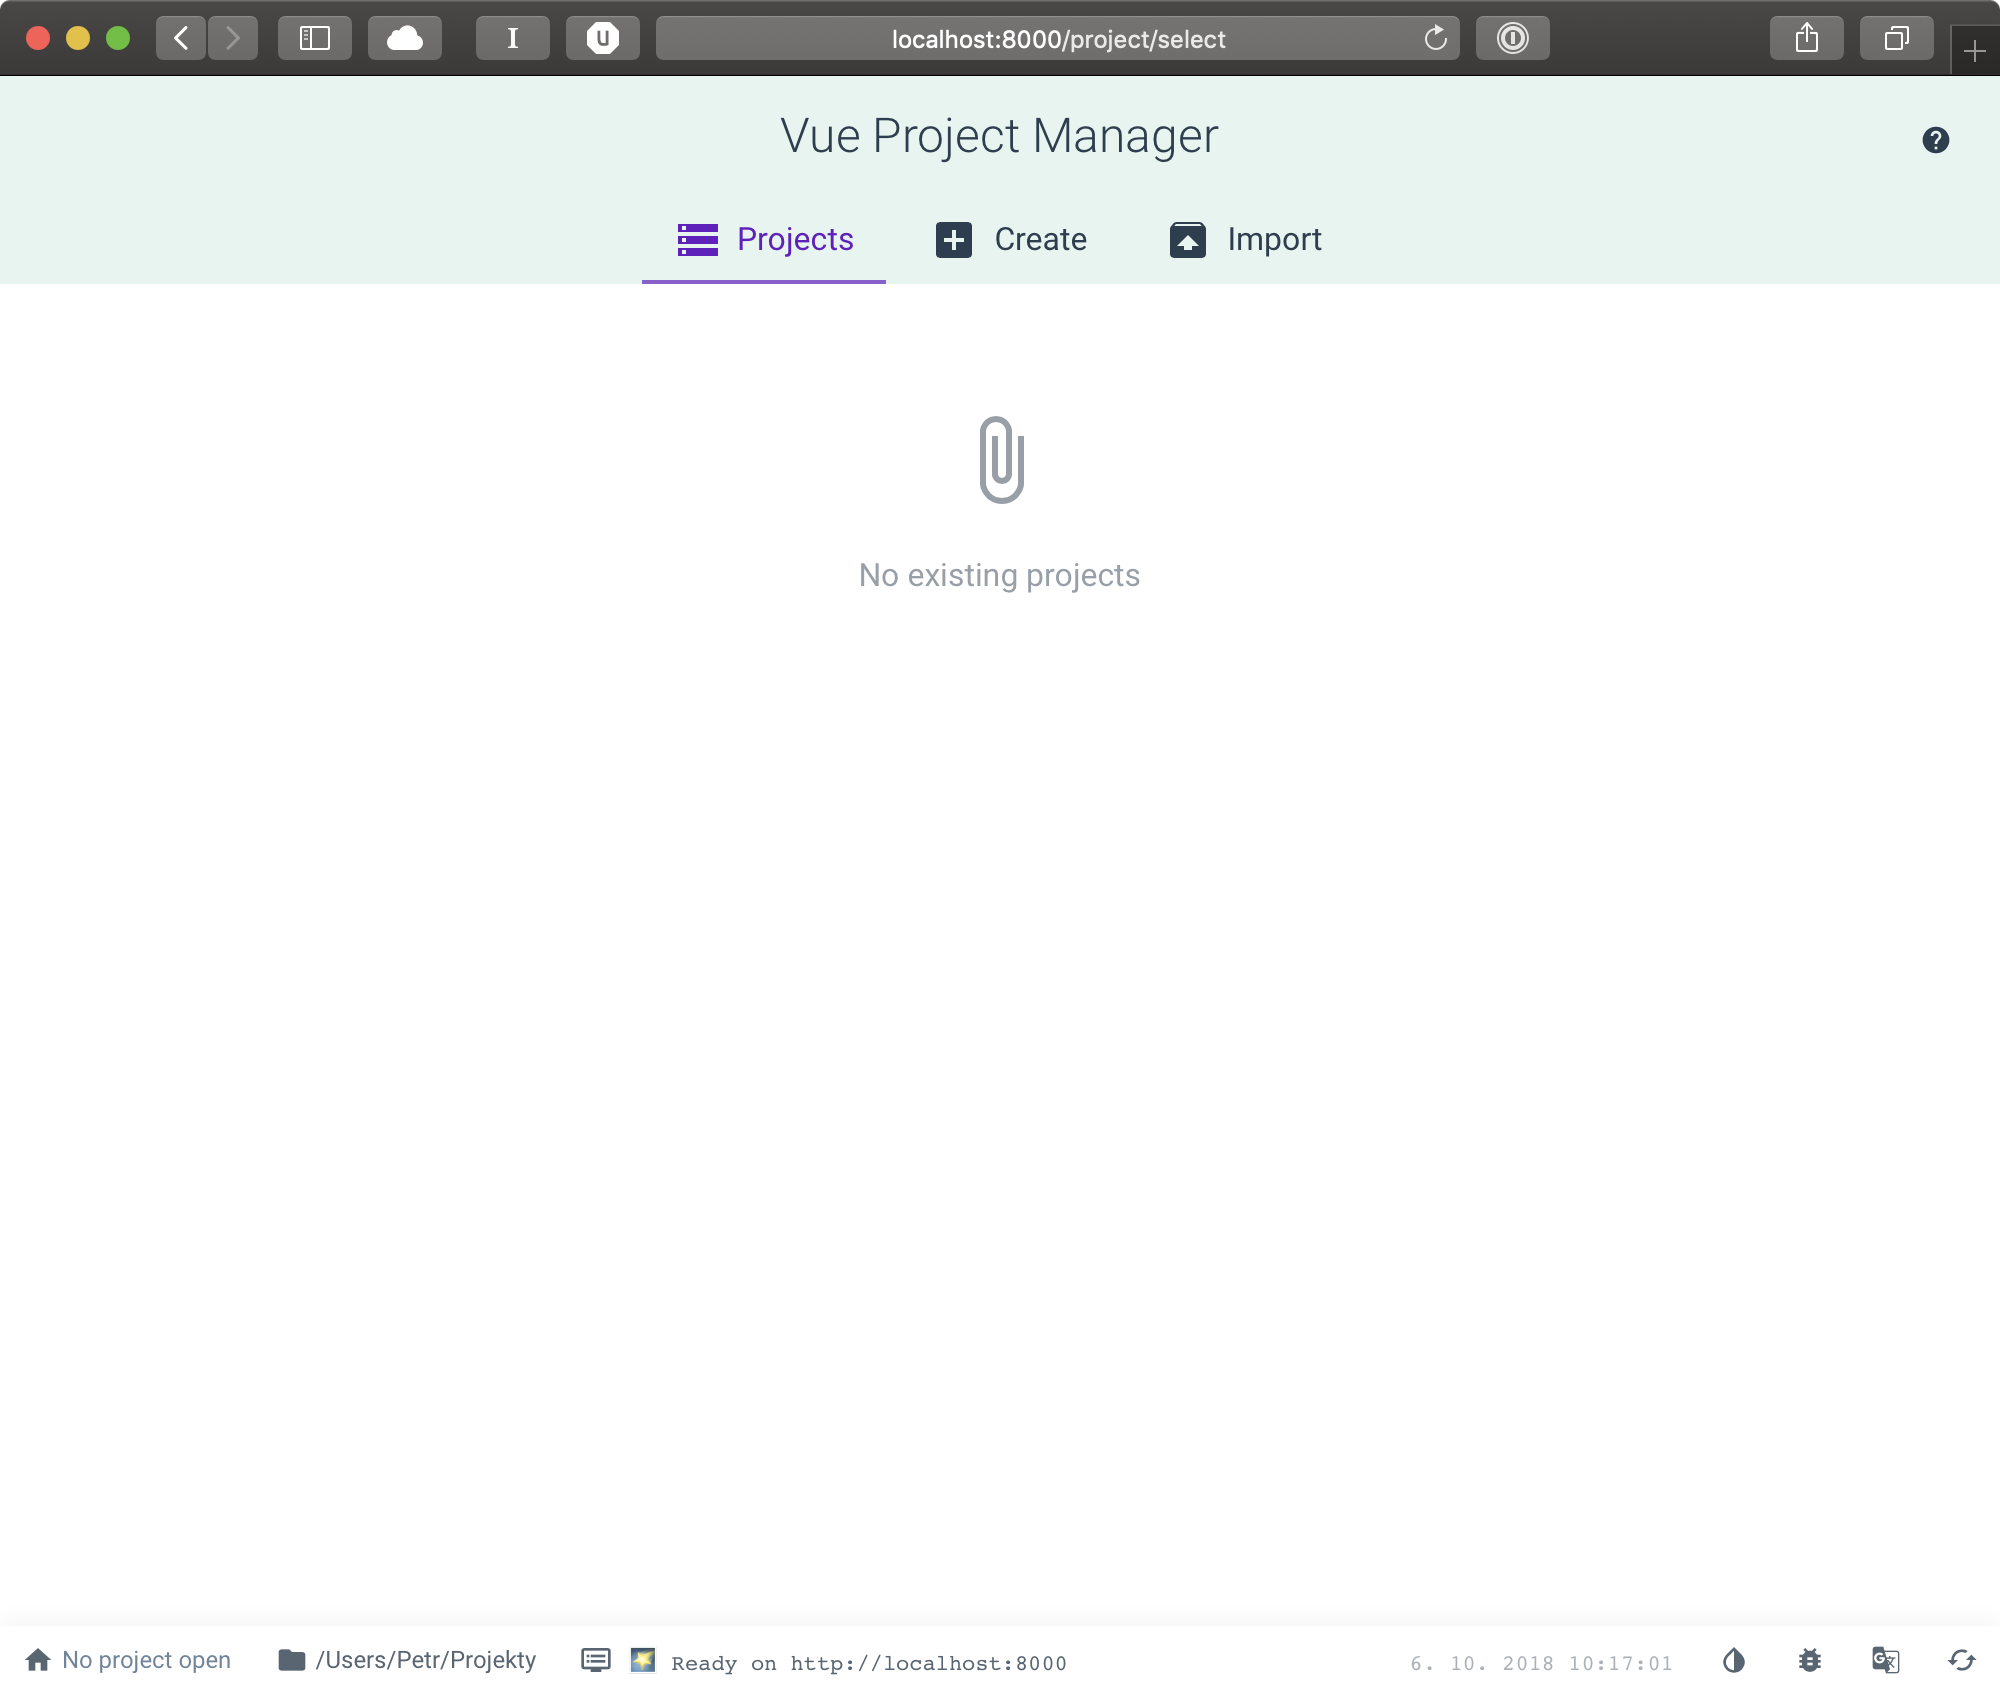 localhost:8000/project/select
Vue Project Manager
Projects Create Import
No existing projects
No project open /Users/Petr/Projekty Ready on http://localhost:8000 6. 10. 2018 10:17:01